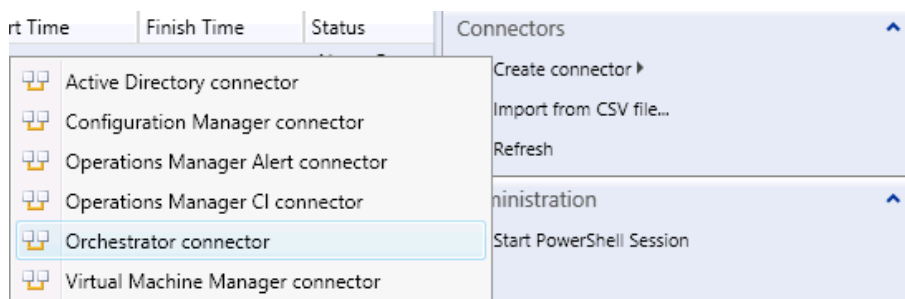 rt Time Finish Time Status Connectors
Create connector
Active Directory connector
Import from CSV file...
Configuration Manager connector
Refresh
Operations Manager Alert connector
Operations Manager CI connector
ministration
Orchestrator connector
Start PowerShell Session
Virtual Machine Manager connector